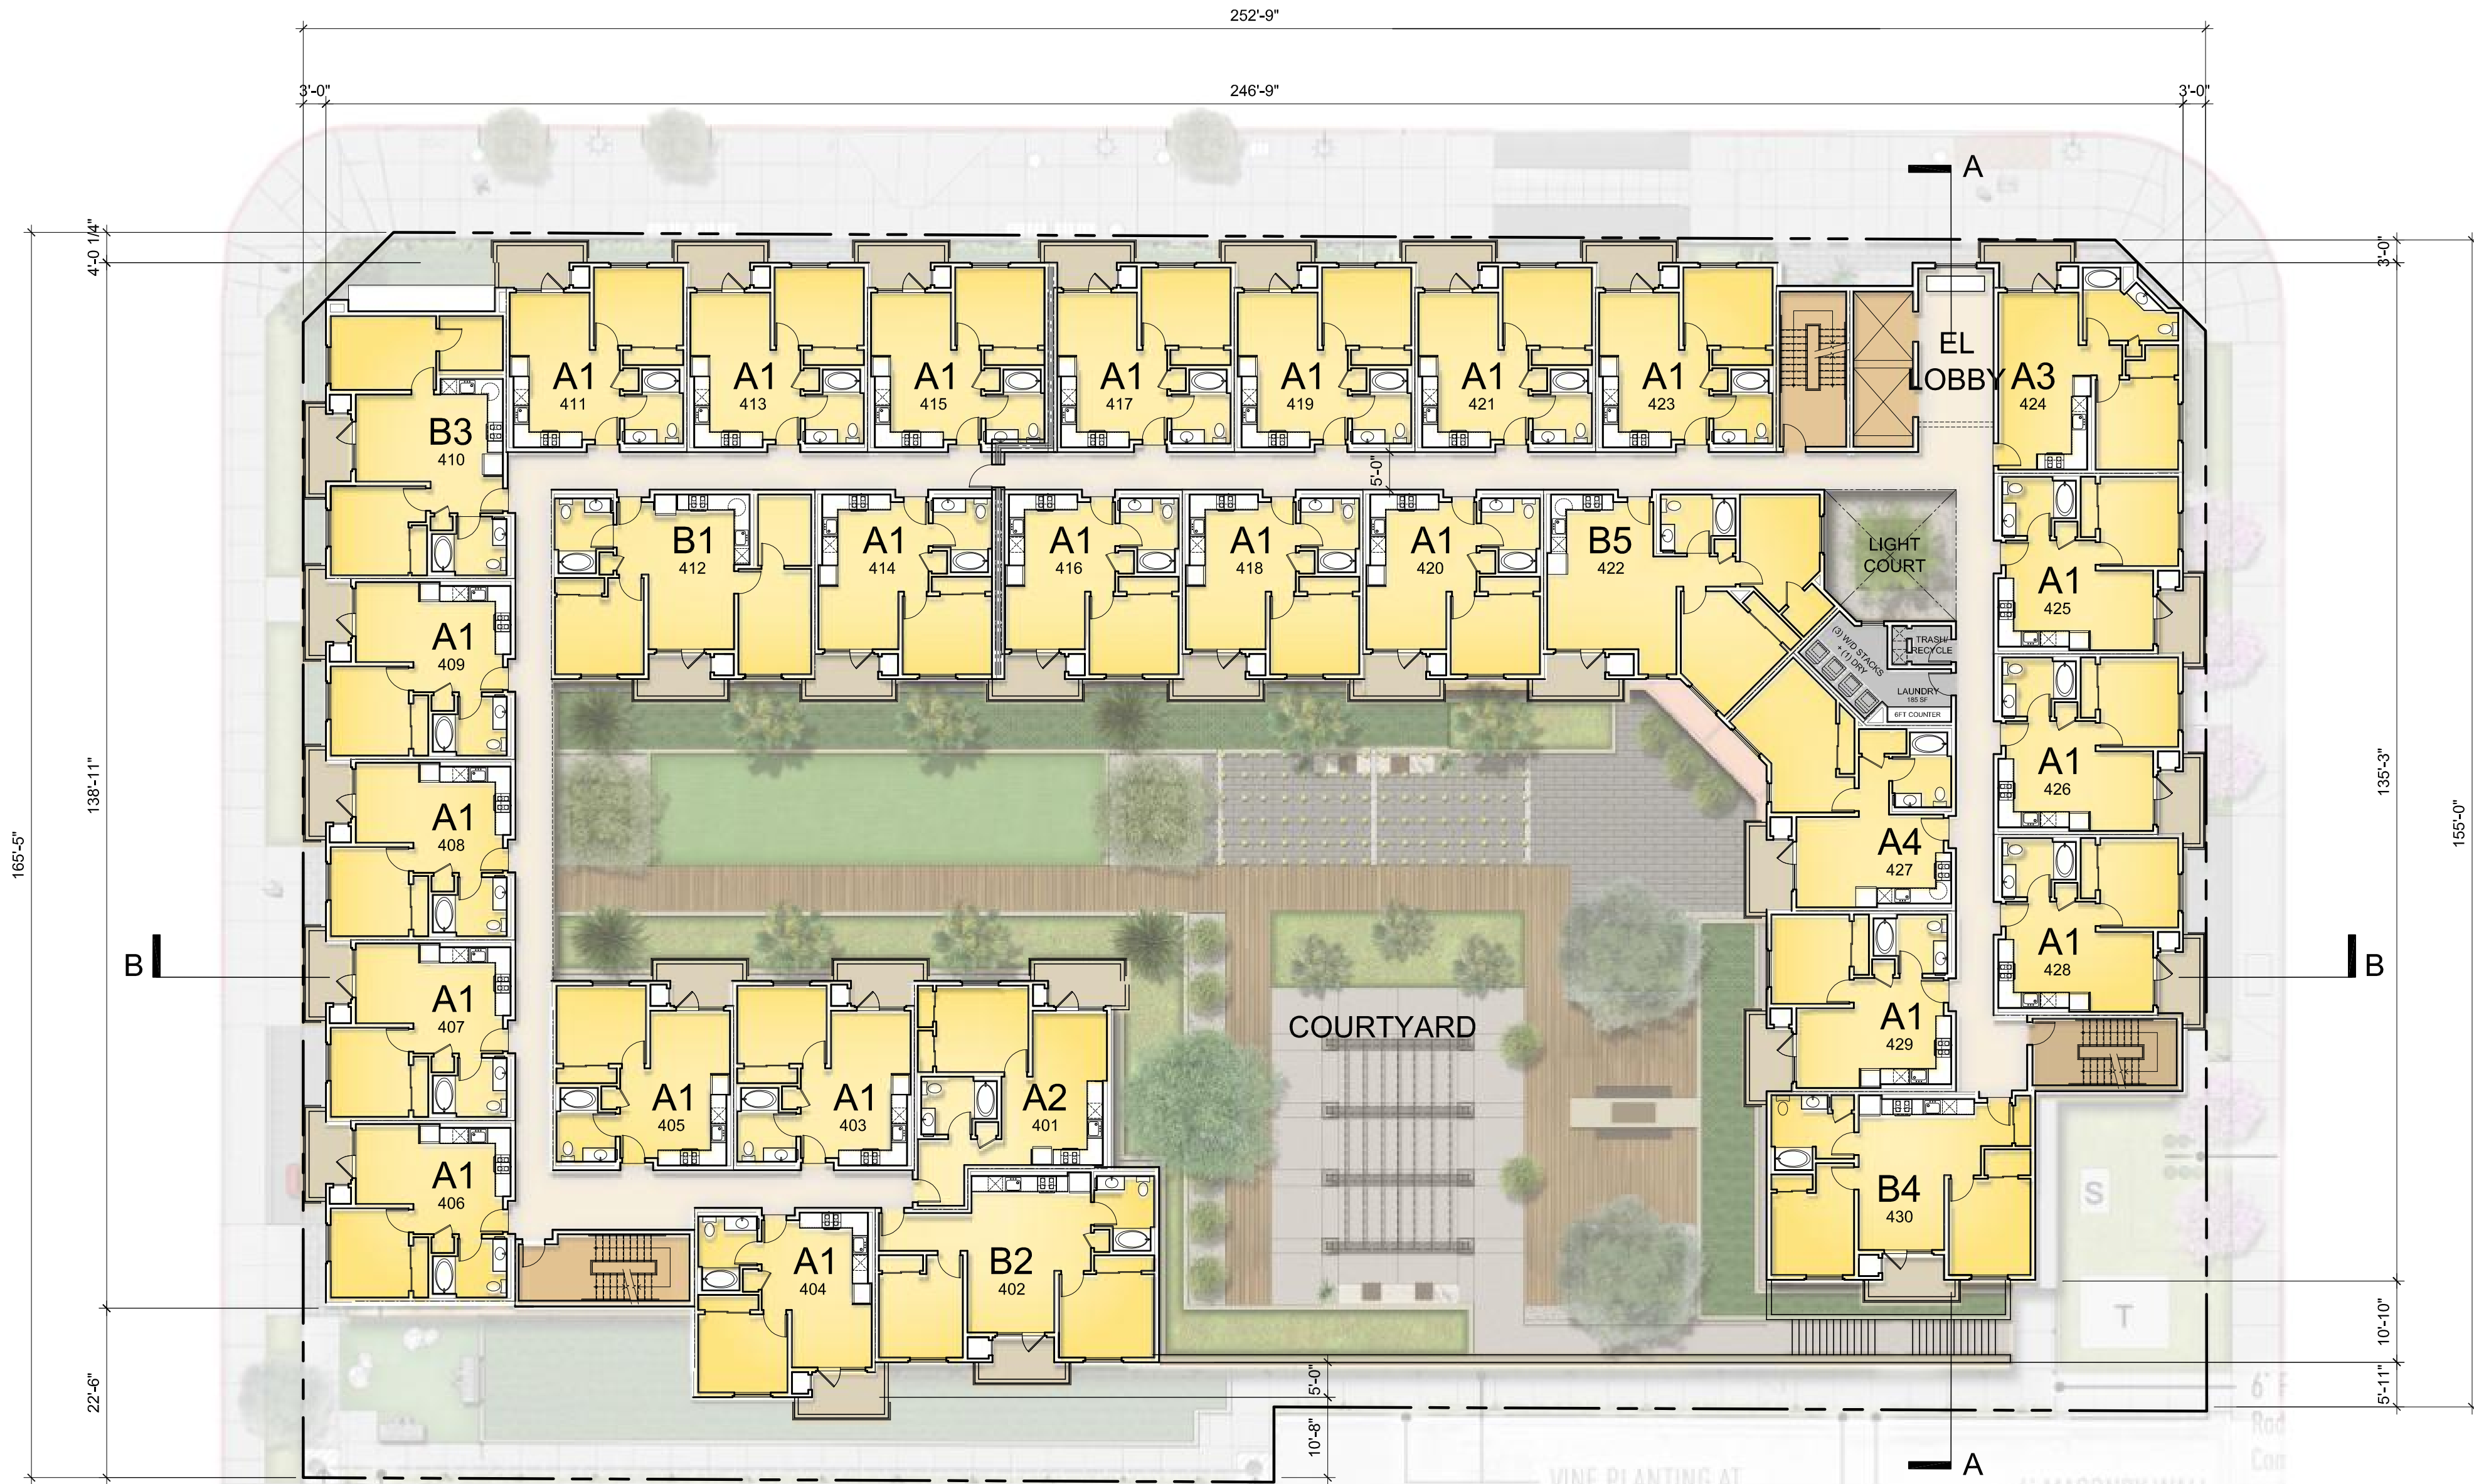 252'-9"
3'-0"
246'-9"
3'-0"
A
4'-0 1/4"
3'-0"
EL
LOBBY
A1
411
A1
413
A1
415
A1
417
A1
419
A1
421
A1
423
A3
424
B3
410
5'-0"
B1
412
A1
414
A1
416
A1
418
A1
420
B5
422
LIGHT
COURT
A1
425
A1
409
(3) W/D STACKS
+ (1) DRY
TRASH/
RECYCLE
LAUNDRY
185 SF
6FT COUNTER
A1
426
138'-11"
135'-3"
165'-5"
155'-0"
A1
408
A4
427
A1
428
B
B
A1
407
COURTYARD
A1
429
A1
405
A1
403
A2
401
A1
406
B4
430
S
A1
404
B2
402
T
10'-10"
22'-6"
5'-0"
5'-11"
10'-8"
6'
Rad
VINE PLANTING AT
A